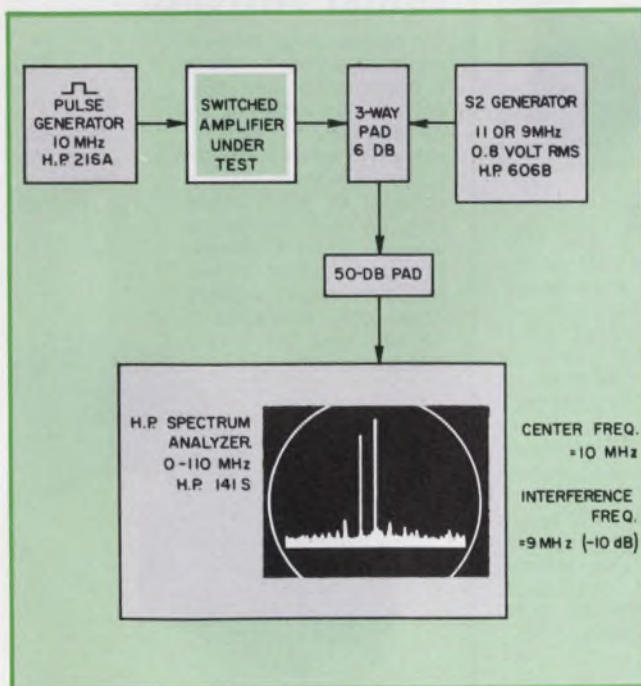 PULSE
GENERATOR
10 MHz
H.P. 216A
SWITCHED
AMPLIFIER
UNDER
TEST
3-WAY
PAD
6 DB
S2 GENERATOR
11 OR 9MHz
0.8 VOLT RMS
H.P. 606B
50-DB PAD
H.P. SPECTRUM
ANALYZER
0-110 MHz
H.P. 141S
CENTER FREQ.
=10 MHz
INTERFERENCE
FREQ.
=9 MHz (-10 dB)